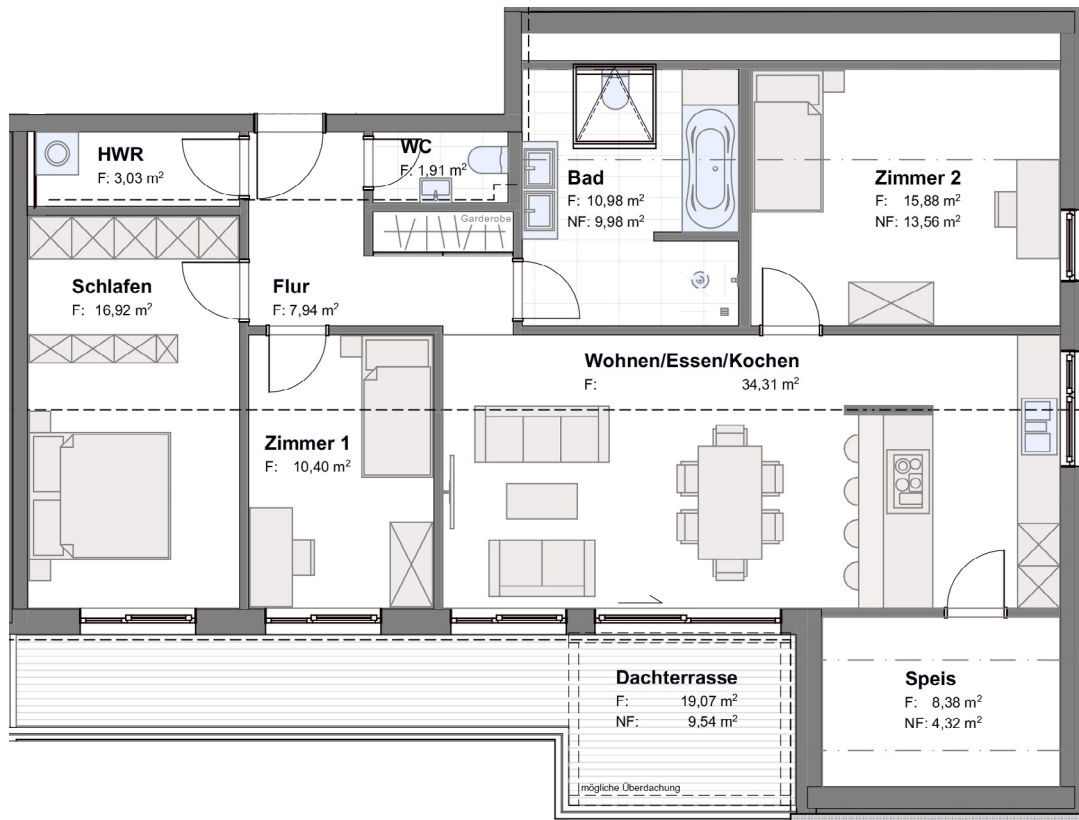 HWR
F: 3,03 m²
WC
F: 1,91 m²
Garderobe
Bad
F: 10,98 m²
NF: 9,98 m²
Zimmer 2
F: 15,88 m²
NF: 13,56 m²
Schlafen
F: 16,92 m²
Flur
F: 7,94 m²
Wohnen/Essen/Kochen
F: 34,31 m²
Zimmer 1
F: 10,40 m²
Dachterrasse
F: 19,07 m²
NF: 9,54 m²
mögliche Überdachung
Speis
F: 8,38 m²
NF: 4,32 m²